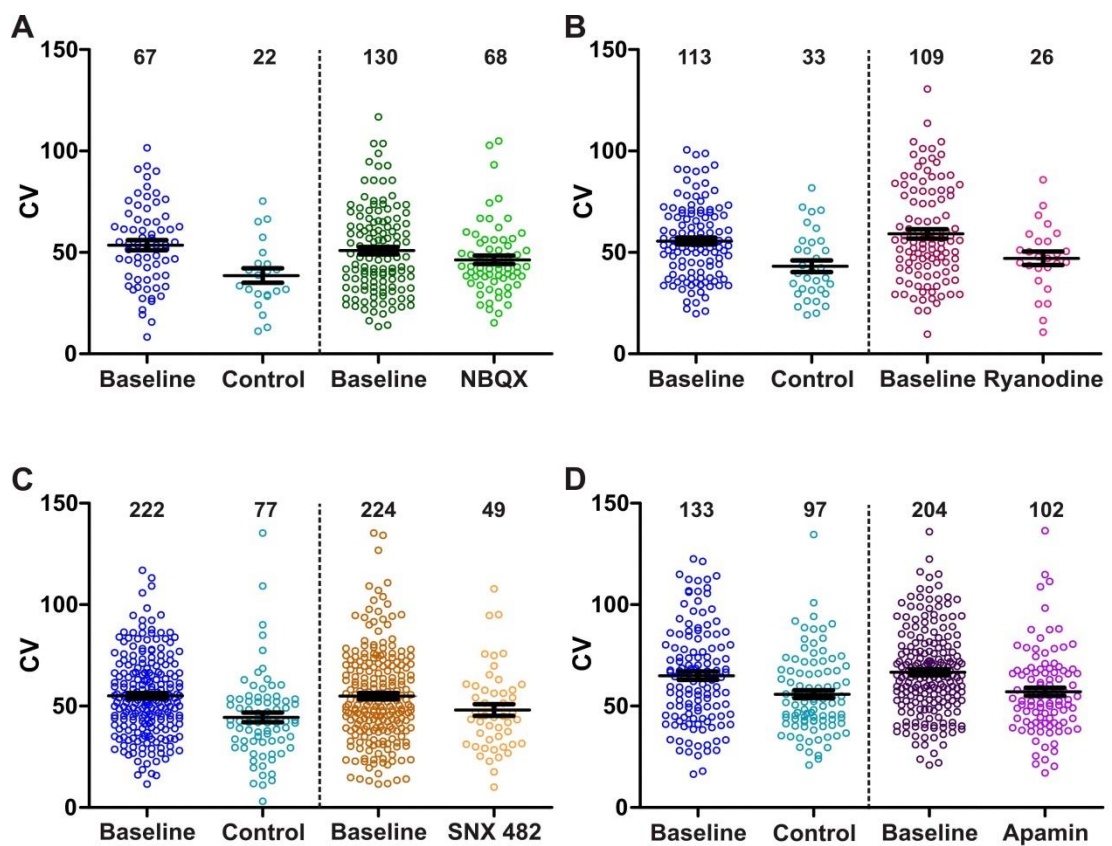 A
B
150
67
22
130
68
150
113
33
109
26
100
100
CV
CV
50
50
0
0
Baseline
Control
Baseline
NBQX
Baseline
Control
Baseline
Ryanodine
C
D
150
222
77
224
49
150
133
97
204
102
100
100
CV
CV
50
50
0
0
Baseline
Control
Baseline
SNX 482
Baseline
Control
Baseline
Apamin